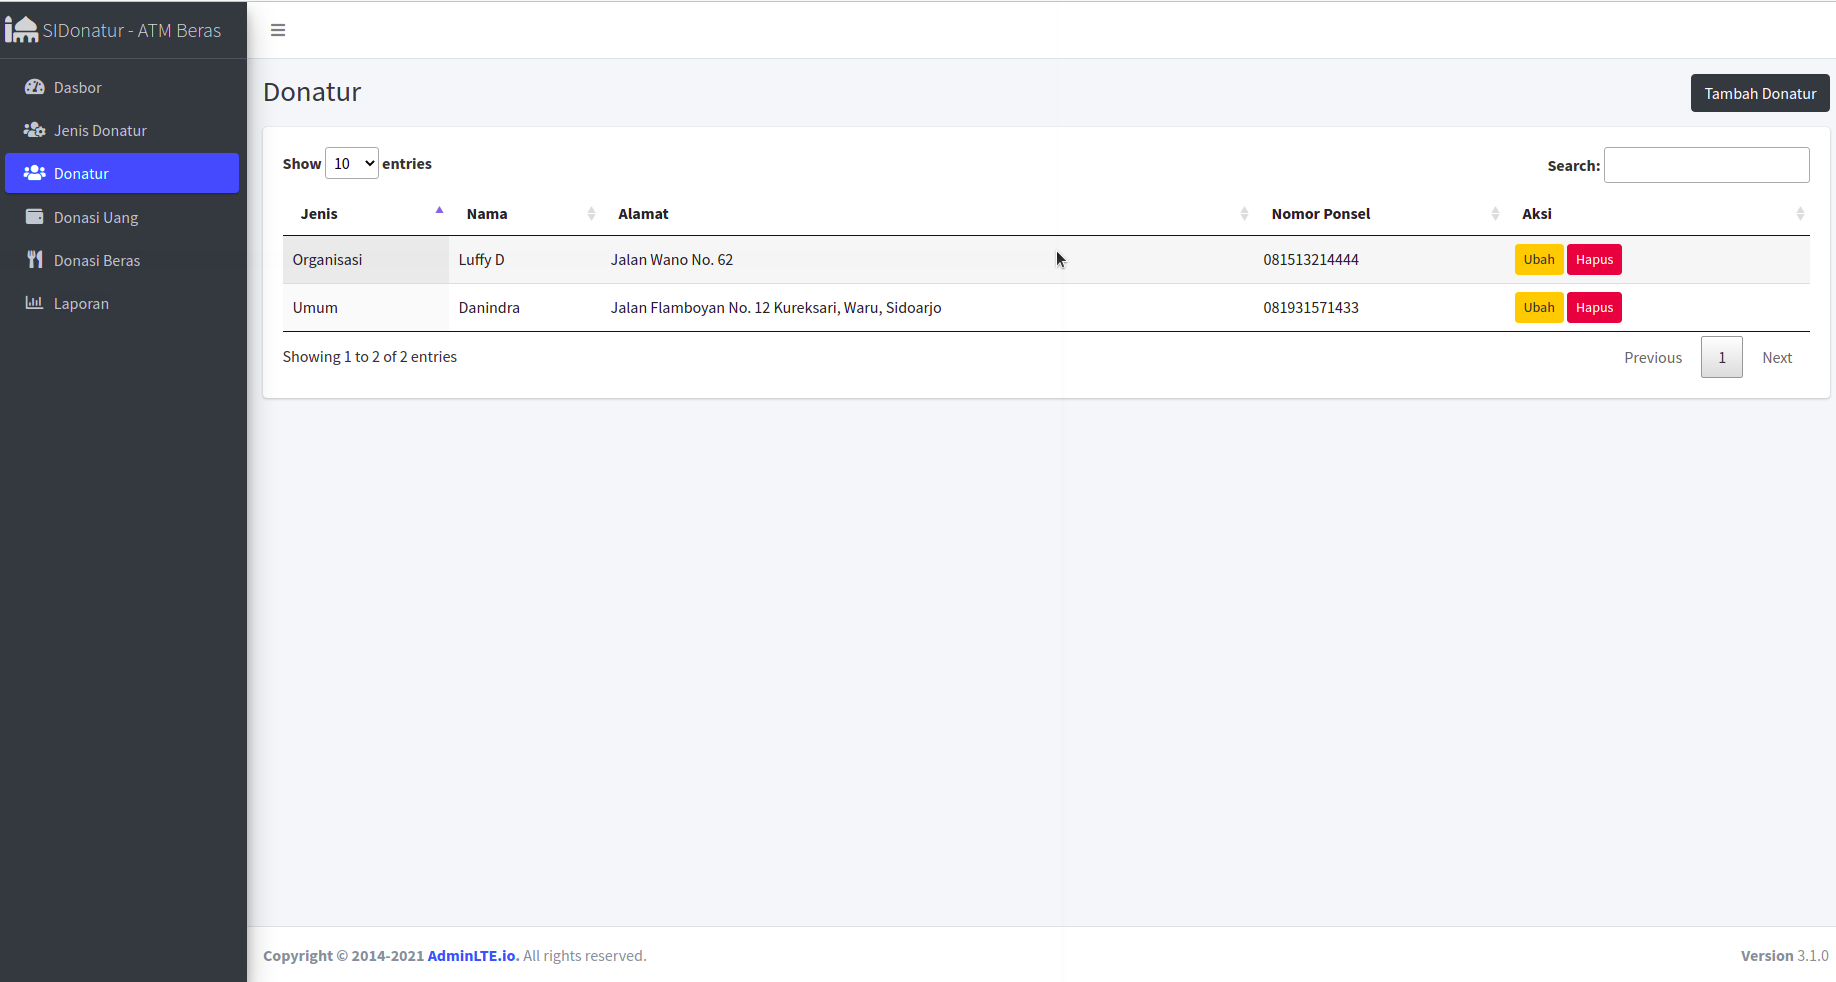 SIDonatur - ATM Beras
Dasbor
Jenis Donatur
Donatur
Donasi Uang
Donasi Beras
Laporan
Donatur
Tambah Donatur
Show 10 entries
Search:
Jenis Nama Alamat Nomor Ponsel Aksi
Organisasi Luffy D Jalan Wano No. 62 081513214444 Ubah Hapus
Umum Danindra Jalan Flamboyan No. 12 Kureksari, Waru, Sidoarjo 081931571433 Ubah Hapus
Showing 1 to 2 of 2 entries
Previous 1 Next
Copyright © 2014-2021 AdminLTE.io. All rights reserved.
Version 3.1.0